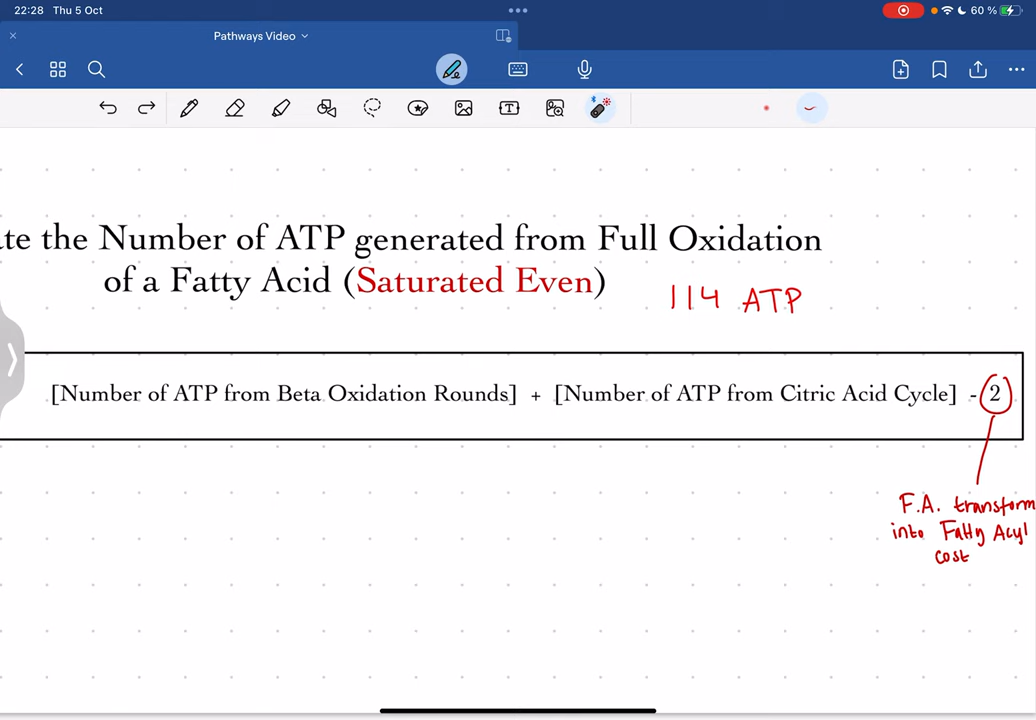 22:28 Thu 5 Oct
60 %
Pathways Video
te the Number of ATP generated from Full Oxidation
of a Fatty Acid (Saturated Even)
114 ATP
[Number of ATP from Beta Oxidation Rounds] + [Number of ATP from Citric Acid Cycle] - 2
F.A. transform
into Fatty Acyl
cost